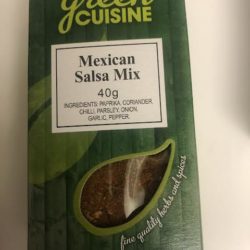 green
CUISINE
Mexican
Salsa Mix
40g
INGREDIENTS: PAPRIKA, CORIANDER,
CHILLI, PARSLEY, ONION,
GARLIC, PEPPER.
fine quality herbs and spices